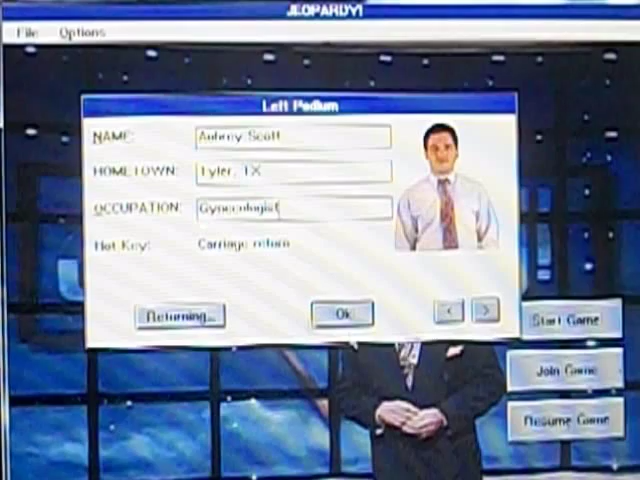 JEOPARDY!
File Options
Left Podium
NAME: Aubrey Scott
HOMETOWN: Tyler, TX
OCCUPATION: Gynecologist
Hot Key: Carriage return
Returning... Ok < >
Start Game
Join Game
Resume Game